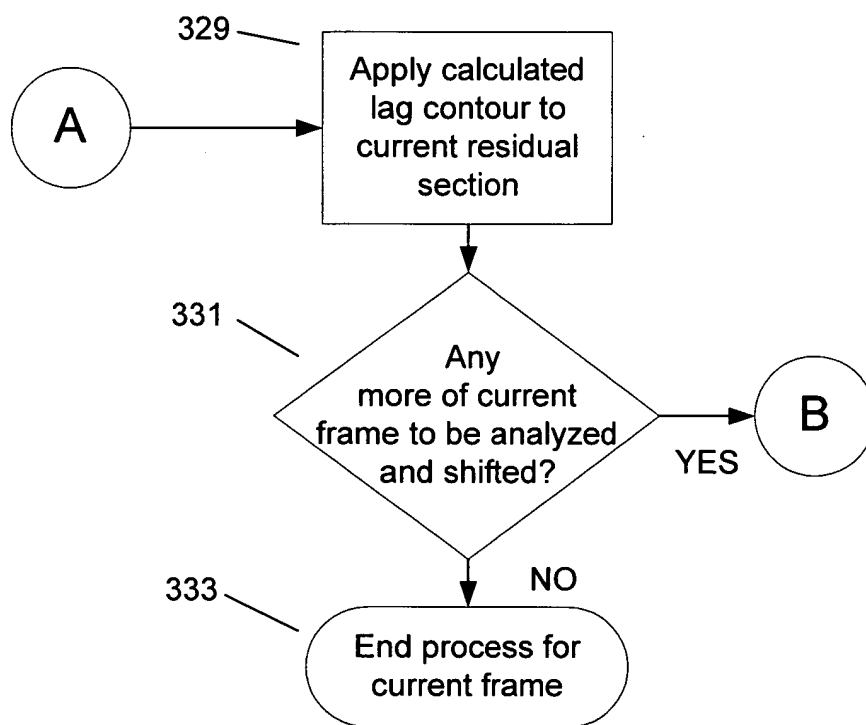 329
Apply calculated
lag contour to
current residual
section
A
331
Any
more of current
frame to be analyzed
and shifted?
B
YES
NO
333
End process for
current frame